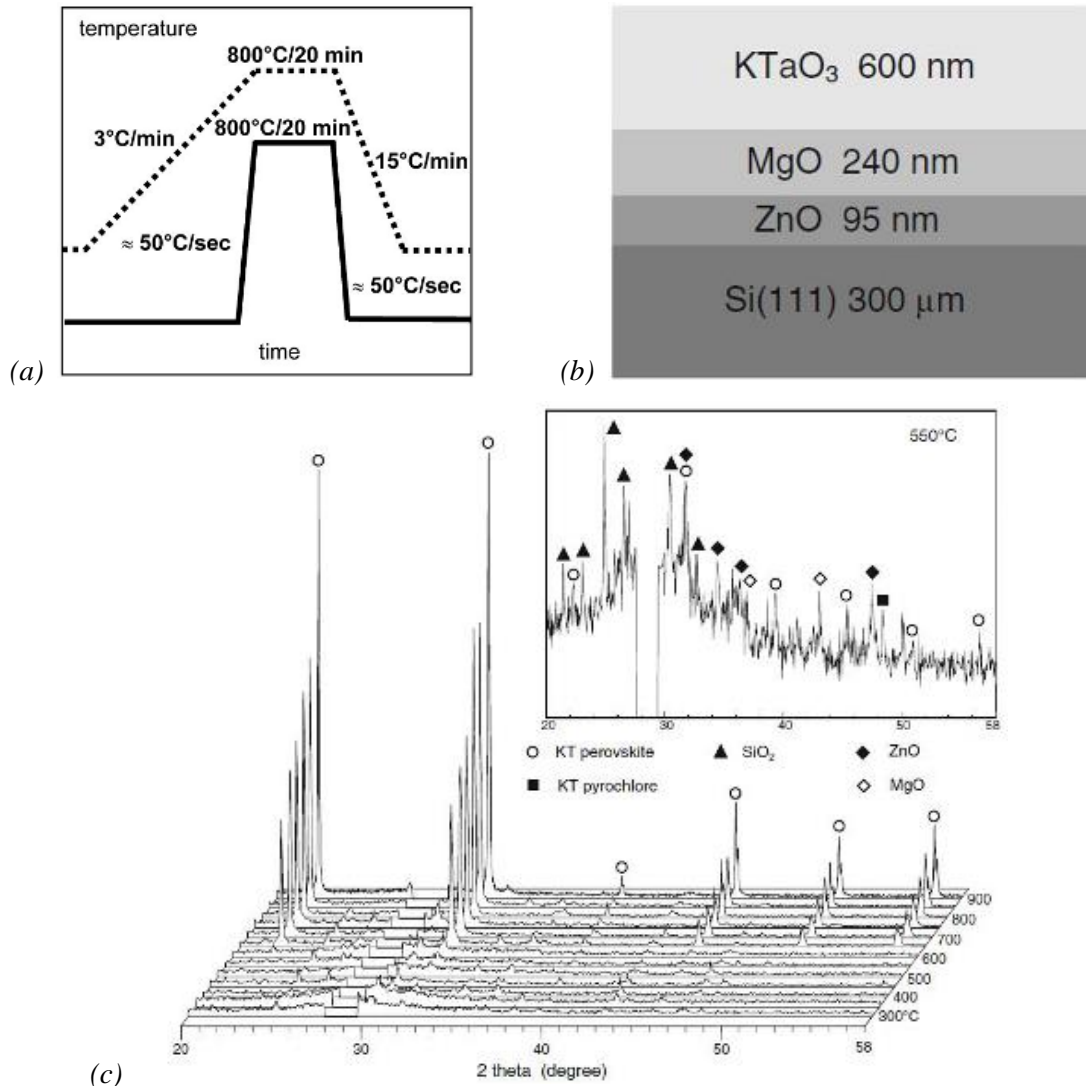 temperature
800°C/20 min
3°C/min
800°C/20 min
15°C/min
≈ 50°C/sec
≈ 50°C/sec
time
(a)
KTaO₃ 600 nm
MgO 240 nm
ZnO 95 nm
Si(111) 300 μm
(b)
550°C
20 30 40 50 58
KT perovskite
SiO₂
ZnO
KT pyrochlore
MgO
900
800
700
600
500
400
300°C
20 30 40 50 58
2 theta (degree)
(c)